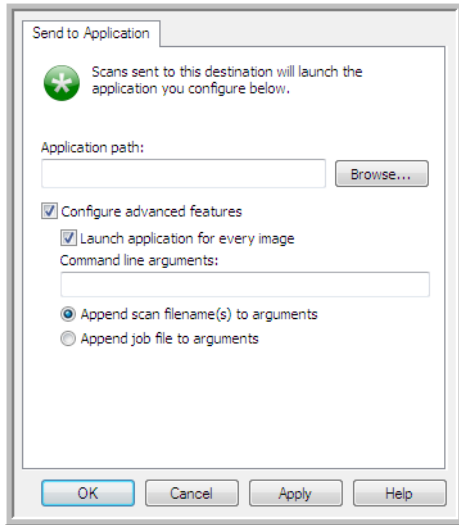 Send to Application
Scans sent to this destination will launch the
application you configure below.
Application path:
Browse...
Configure advanced features
Launch application for every image
Command line arguments:
Append scan filename(s) to arguments
Append job file to arguments
OK Cancel Apply Help